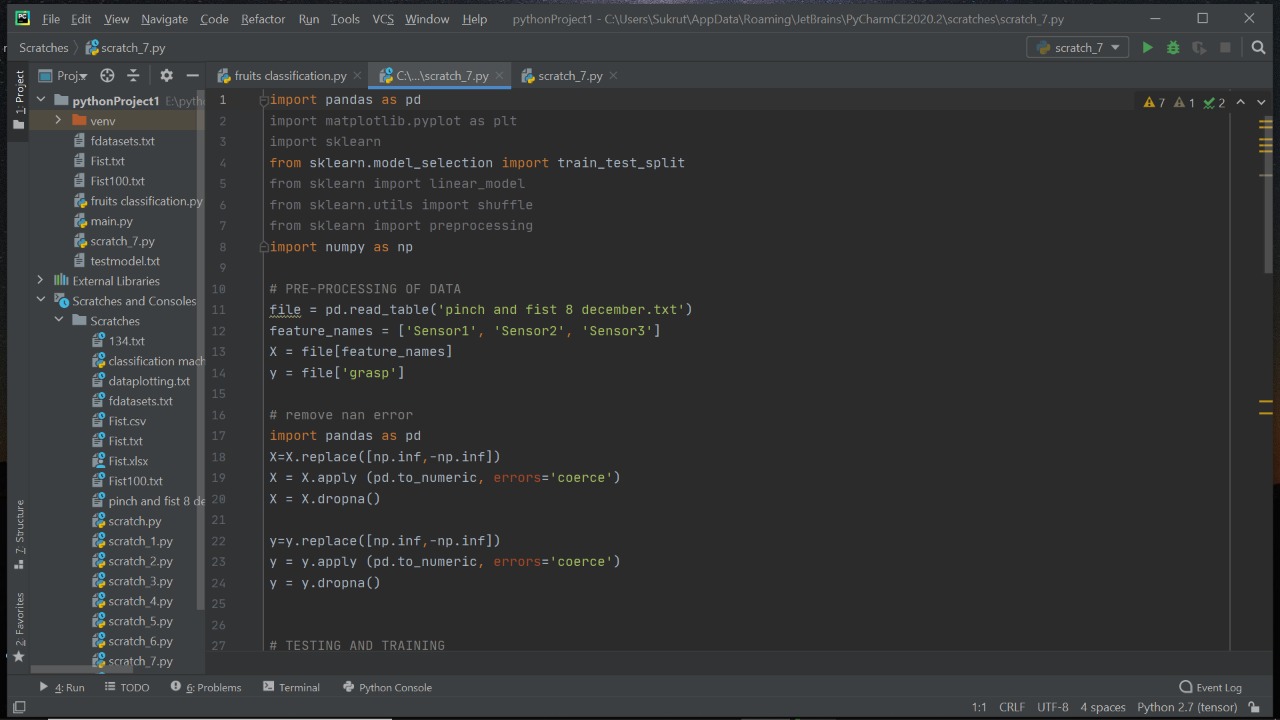 File Edit View Navigate Code Refactor Run Tools VCS Window Help pythonProject1 - C:\Users\Sukrut\AppData\Roaming\JetBrains\PyCharmCE2020.2\scratches\scratch_7.py
Scratches scratch_7.py scratch_7
1: Project
Proj
fruits classification.py C:\...\scratch_7.py scratch_7.py
pythonProject1 E:\pyth
venv
fdatasets.txt
Fist.txt
Fist100.txt
fruits classification.py
main.py
scratch_7.py
testmodel.txt
External Libraries
Scratches and Consoles
Scratches
134.txt
classification mach
dataplotting.txt
fdatasets.txt
Fist.csv
Fist.txt
Fist.xlsx
Fist100.txt
pinch and fist 8 de
scratch.py
scratch_1.py
scratch_2.py
scratch_3.py
scratch_4.py
scratch_5.py
scratch_6.py
scratch_7.py
7: Structure
2: Favorites
7 1 2
1 import pandas as pd
2 import matplotlib.pyplot as plt
3 import sklearn
4 from sklearn.model_selection import train_test_split
5 from sklearn import linear_model
6 from sklearn.utils import shuffle
7 from sklearn import preprocessing
8 import numpy as np
9
10 # PRE-PROCESSING OF DATA
11 file = pd.read_table('pinch and fist 8 december.txt')
12 feature_names = ['Sensor1', 'Sensor2', 'Sensor3']
13 X = file[feature_names]
14 y = file['grasp']
15
16 # remove nan error
17 import pandas as pd
18 X=X.replace([np.inf,-np.inf])
19 X = X.apply (pd.to_numeric, errors='coerce')
20 X = X.dropna()
21
22 y=y.replace([np.inf,-np.inf])
23 y = y.apply (pd.to_numeric, errors='coerce')
24 y = y.dropna()
25
26
27 # TESTING AND TRAINING
4: Run TODO 6: Problems Terminal Python Console Event Log
1:1 CRLF UTF-8 4 spaces Python 2.7 (tensor)